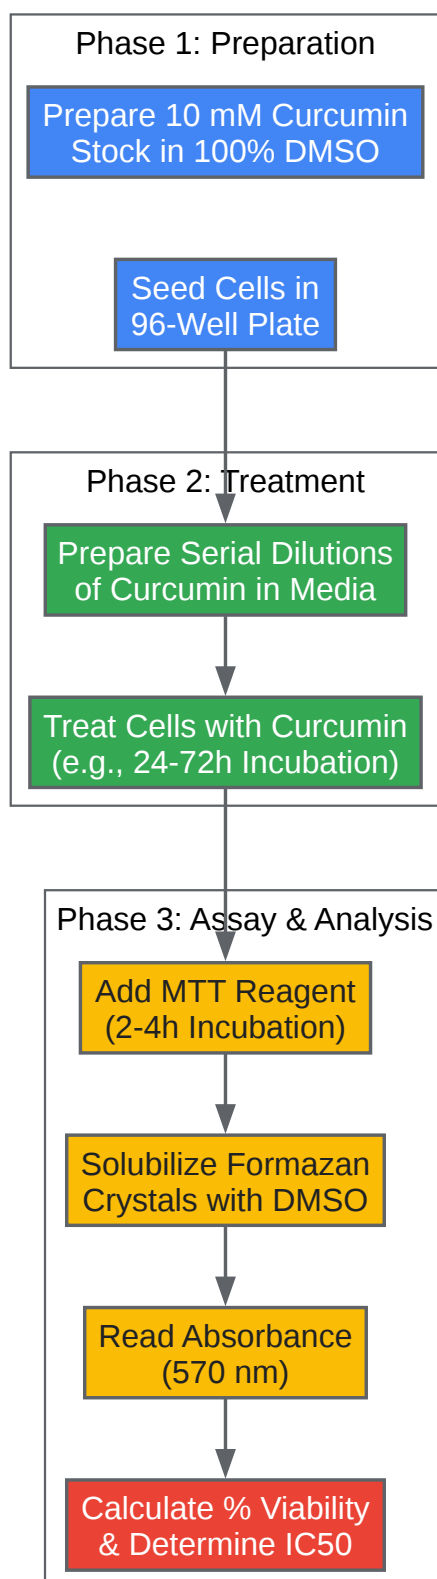 Phase 1: Preparation
Prepare 10 mM Curcumin
Stock in 100% DMSO
Seed Cells in
96-Well Plate
Phase 2: Treatment
Prepare Serial Dilutions
of Curcumin in Media
Treat Cells with Curcumin
(e.g., 24-72h Incubation)
Phase 3: Assay & Analysis
Add MTT Reagent
(2-4h Incubation)
Solubilize Formazan
Crystals with DMSO
Read Absorbance
(570 nm)
Calculate % Viability
& Determine IC50